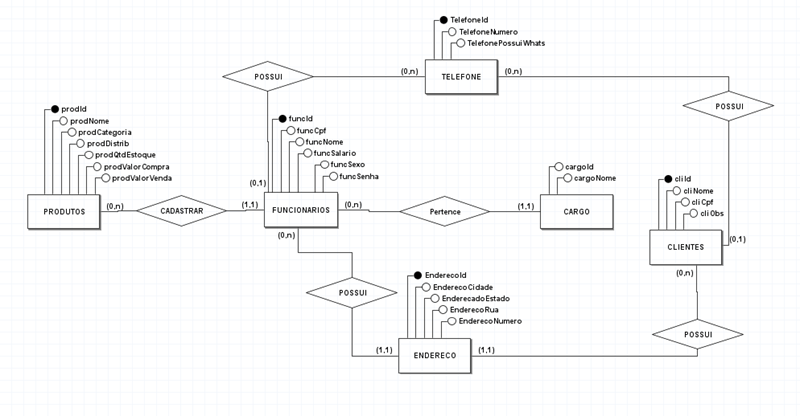 TelefoneId
TelefoneNumero
TelefonePossuiWhats
POSSUI
(0,n)
TELEFONE
(0,n)
POSSUI
prodId
prodNome
prodCategoria
prodDistrib
prodQtdEstoque
prodValorCompra
prodValorVenda
funcId
funcCpf
funcNome
funcSalario
funcSexo
funcSenha
(0,1)
cargoId
cargoNome
cliId
cliNome
cliCpf
cliObs
PRODUTOS
(0,n)
CADASTRAR
(1,1)
FUNCIONARIOS
(0,n)
Pertence
(1,1)
CARGO
(0,n)
CLIENTES
(0,1)
(0,n)
EnderecoId
EnderecoCidade
EnderecadoEstado
EnderecoRua
EnderecoNumero
POSSUI
POSSUI
(1,1)
ENDERECO
(1,1)